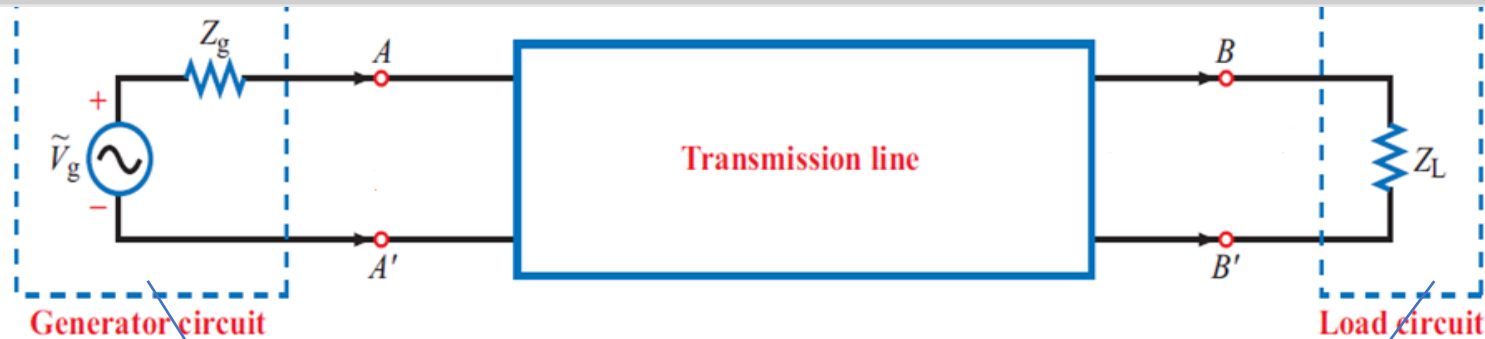 Zg
A
B
+
Ṽg
Transmission line
ZL
−
A′
B′
Generator circuit
Load circuit